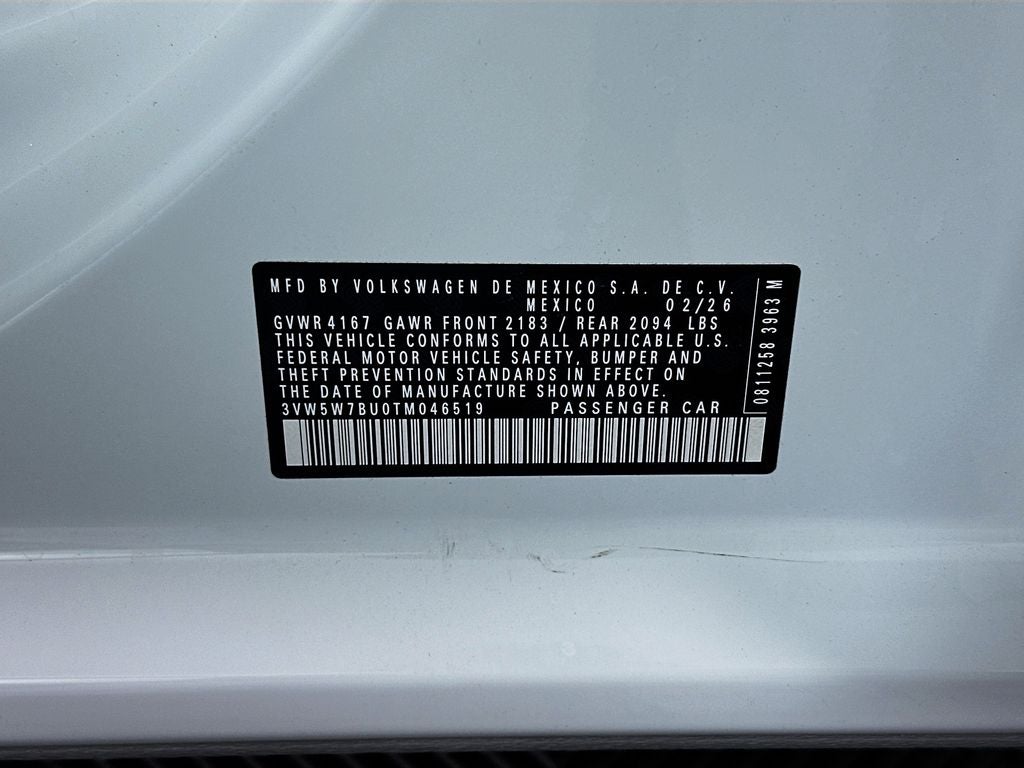 MFD BY VOLKSWAGEN DE MEXICO S.A. DE C.V.
MEXICO 02/26
GVWR 4167 GAWR FRONT 2183 / REAR 2094 LBS
THIS VEHICLE CONFORMS TO ALL APPLICABLE U.S.
FEDERAL MOTOR VEHICLE SAFETY, BUMPER AND
THEFT PREVENTION STANDARDS IN EFFECT ON
THE DATE OF MANUFACTURE SHOWN ABOVE.
3VW5W7BU0TM046519 PASSENGER CAR
0811258 3963 M